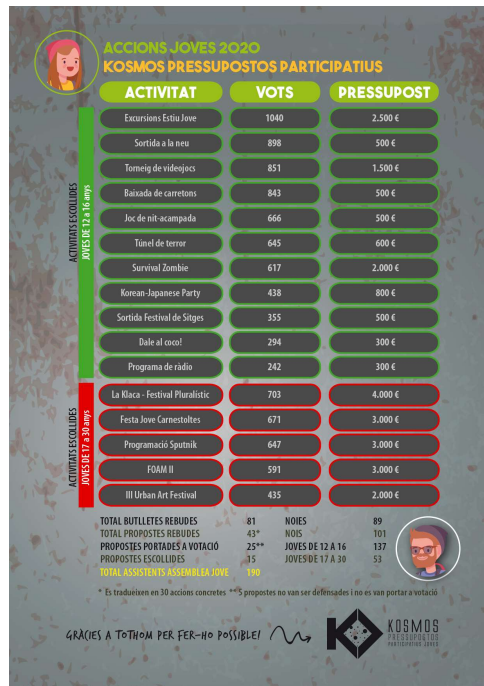 ACCIONS JOVES 2020
KOSMOS PRESSUPOSTOS PARTICIPATIUS
ACTIVITAT VOTS PRESSUPOST
ACTIVITATS ESCOLLIDES
JOVES DE 12 a 16 anys
Excursions Estiu Jove 1040 2.500 €
Sortida a la neu 898 500 €
Torneig de videojocs 851 1.500 €
Baixada de carretons 843 500 €
Joc de nit-acampada 666 500 €
Túnel de terror 645 600 €
Survival Zombie 617 2.000 €
Korean-Japanese Party 438 800 €
Sortida Festival de Sitges 355 500 €
Dale al coco! 294 300 €
Programa de ràdio 242 300 €
ACTIVITATS ESCOLLIDES
JOVES DE 17 a 30 anys
La Klaca - Festival Pluralístic 703 4.000 €
Festa Jove Carnestoltes 671 3.000 €
Programació Sputnik 647 3.000 €
FOAM II 591 3.000 €
III Urban Art Festival 435 2.000 €
TOTAL BUTLLETES REBUDES 81 NOIES 89
TOTAL PROPOSTES REBUDES 43* NOIS 101
PROPOSTES PORTADES A VOTACIÓ 25** JOVES DE 12 A 16 137
PROPOSTES ESCOLLIDES 15 JOVES DE 17 A 30 53
TOTAL ASSISTENTS ASSEMBLEA JOVE 190
* Es tradueixen en 30 accions concretes ** 5 propostes no van ser defensades i no es van portar a votació
GRÀCIES A TOTHOM PER FER-HO POSSIBLE!
KOSMOS
PRESSUPOSTOS
PARTICIPATIUS JOVES